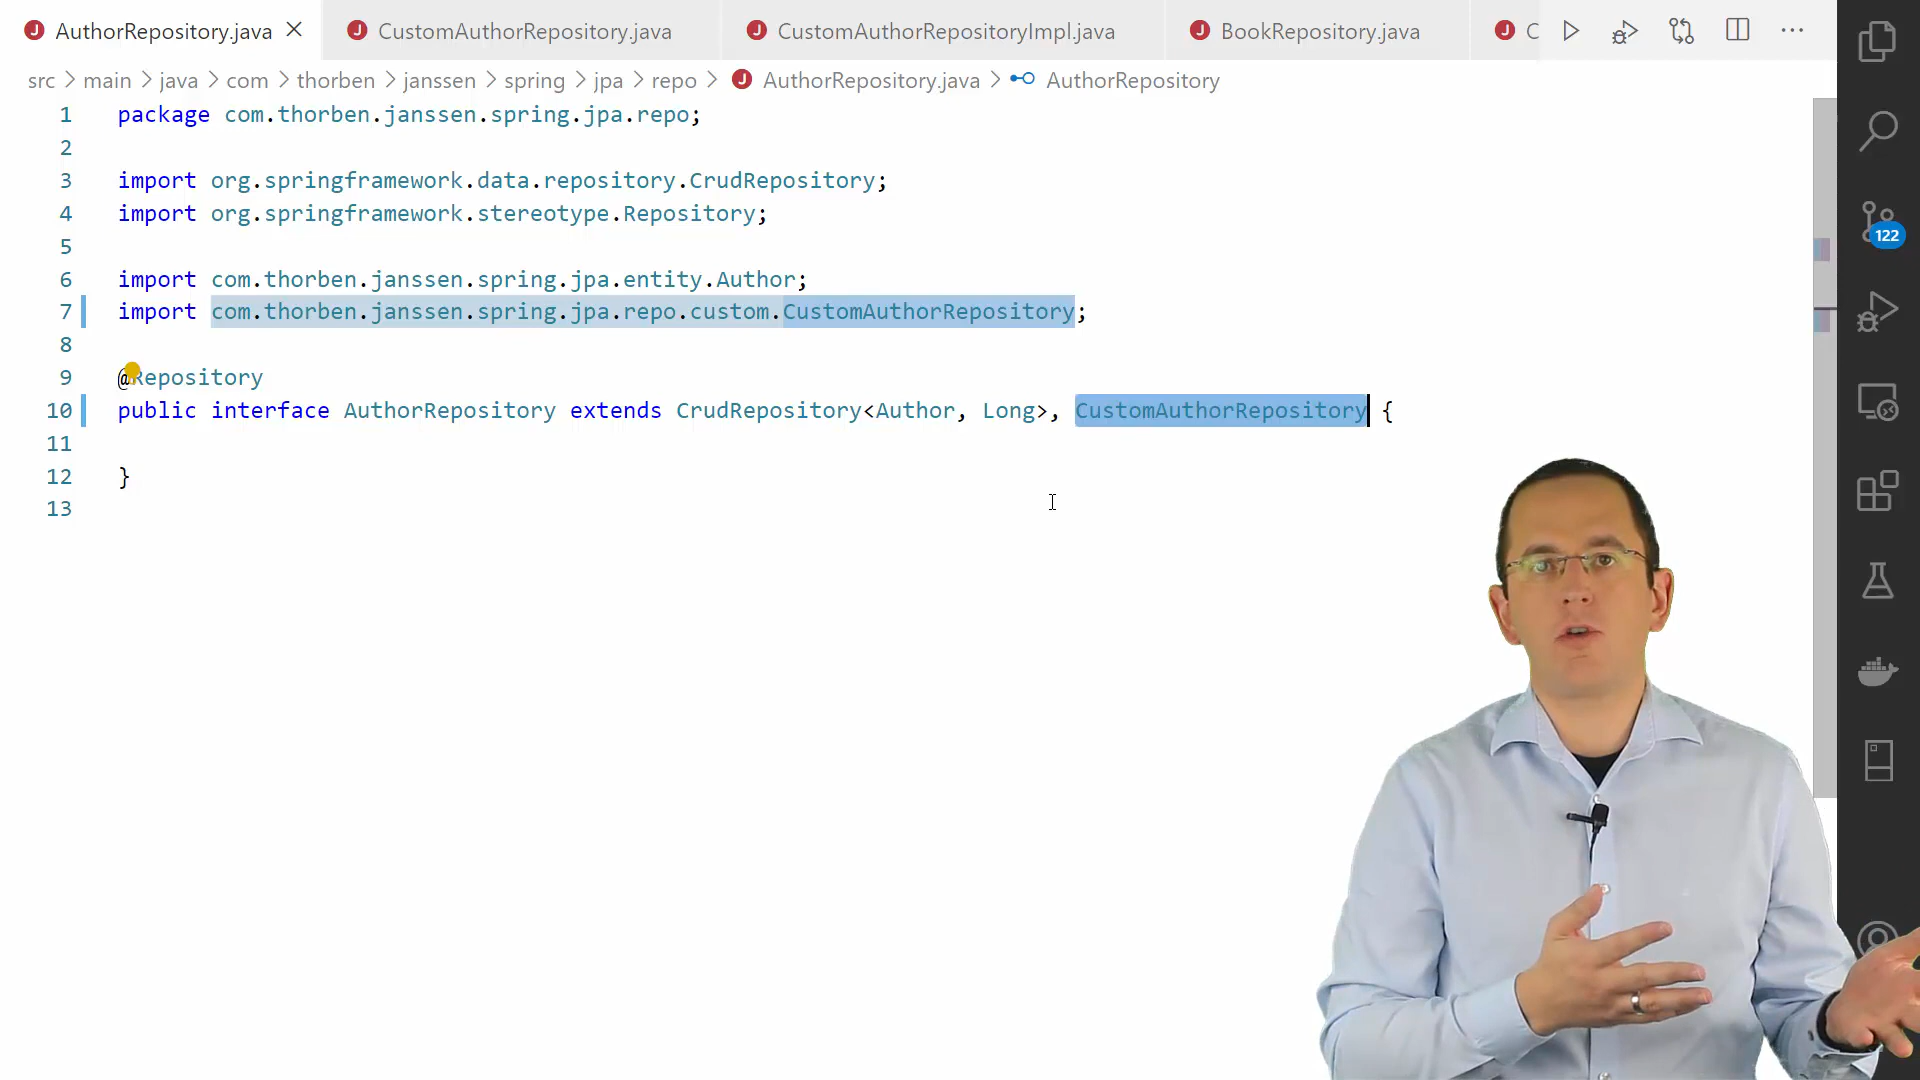 AuthorRepository.java
CustomAuthorRepository.java
CustomAuthorRepositoryImpl.java
BookRepository.java
C
src > main > java > com > thorben > janssen > spring > jpa > repo > AuthorRepository.java > AuthorRepository
1 package com.thorben.janssen.spring.jpa.repo;
2
3 import org.springframework.data.repository.CrudRepository;
4 import org.springframework.stereotype.Repository;
5
6 import com.thorben.janssen.spring.jpa.entity.Author;
7 import com.thorben.janssen.spring.jpa.repo.custom.CustomAuthorRepository;
8
9 @Repository
10 public interface AuthorRepository extends CrudRepository<Author, Long>, CustomAuthorRepository {
11
12 }
13
122